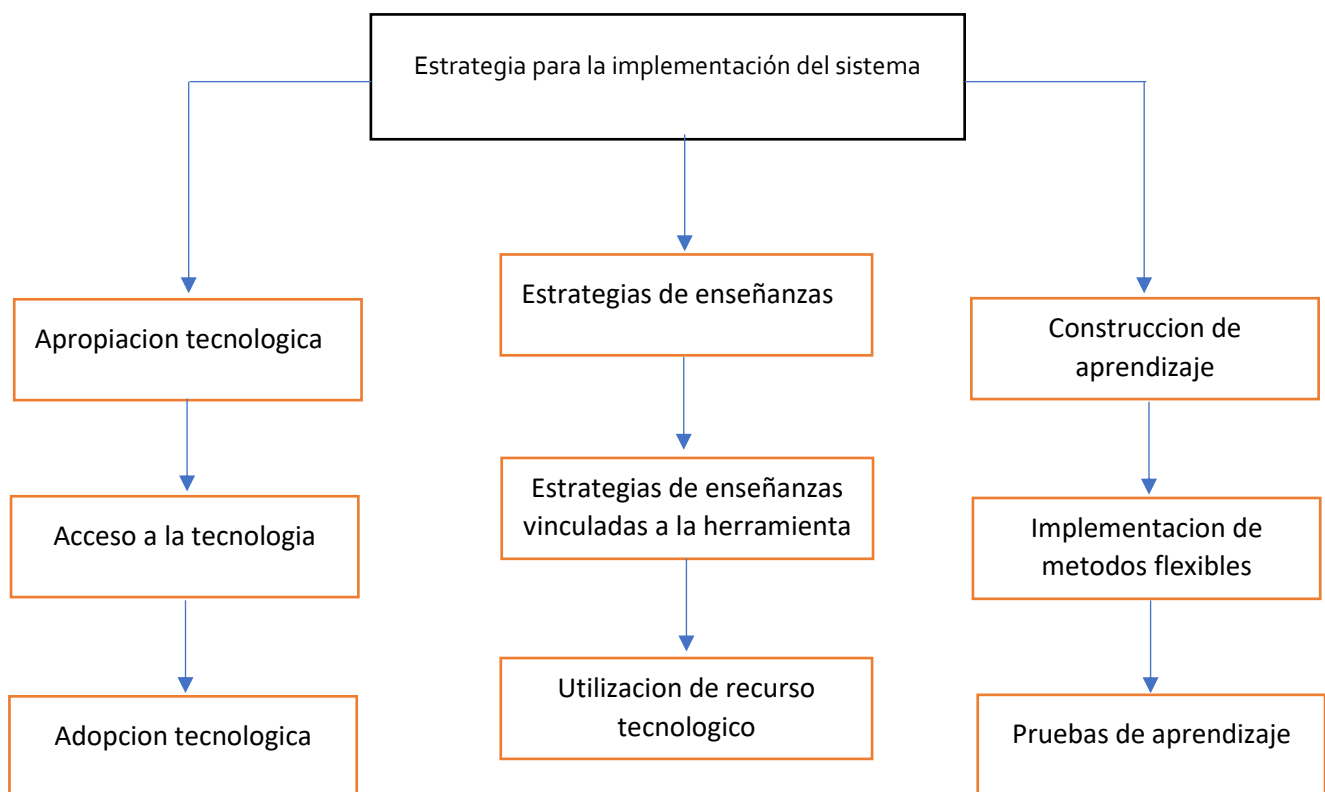 Estrategia para la implementación del sistema
Estrategias de enseñanzas
Apropiacion tecnologica
Construccion de
aprendizaje
Estrategias de enseñanzas
vinculadas a la herramienta
Acceso a la tecnologia
Implementacion de
metodos flexibles
Utilizacion de recurso
tecnologico
Adopcion tecnologica
Pruebas de aprendizaje